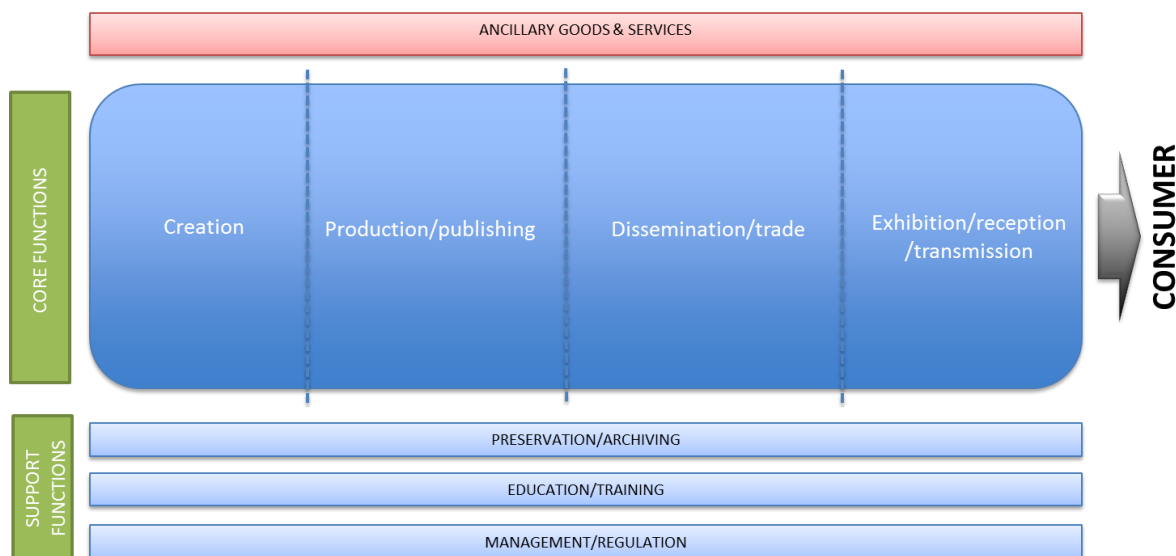 ANCILLARY GOODS & SERVICES
CORE FUNCTIONS
Creation
Production/publishing
Dissemination/trade
Exhibition/reception
/transmission
CONSUMER
SUPPORT
FUNCTIONS
PRESERVATION/ARCHIVING
EDUCATION/TRAINING
MANAGEMENT/REGULATION